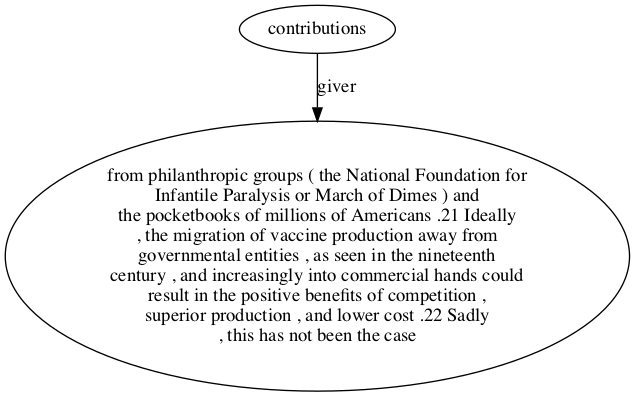 contributions
giver
from philanthropic groups ( the National Foundation for
Infantile Paralysis or March of Dimes ) and
the pocketbooks of millions of Americans .21 Ideally
, the migration of vaccine production away from
governmental entities , as seen in the nineteenth
century , and increasingly into commercial hands could
result in the positive benefits of competition ,
superior production , and lower cost .22 Sadly
, this has not been the case